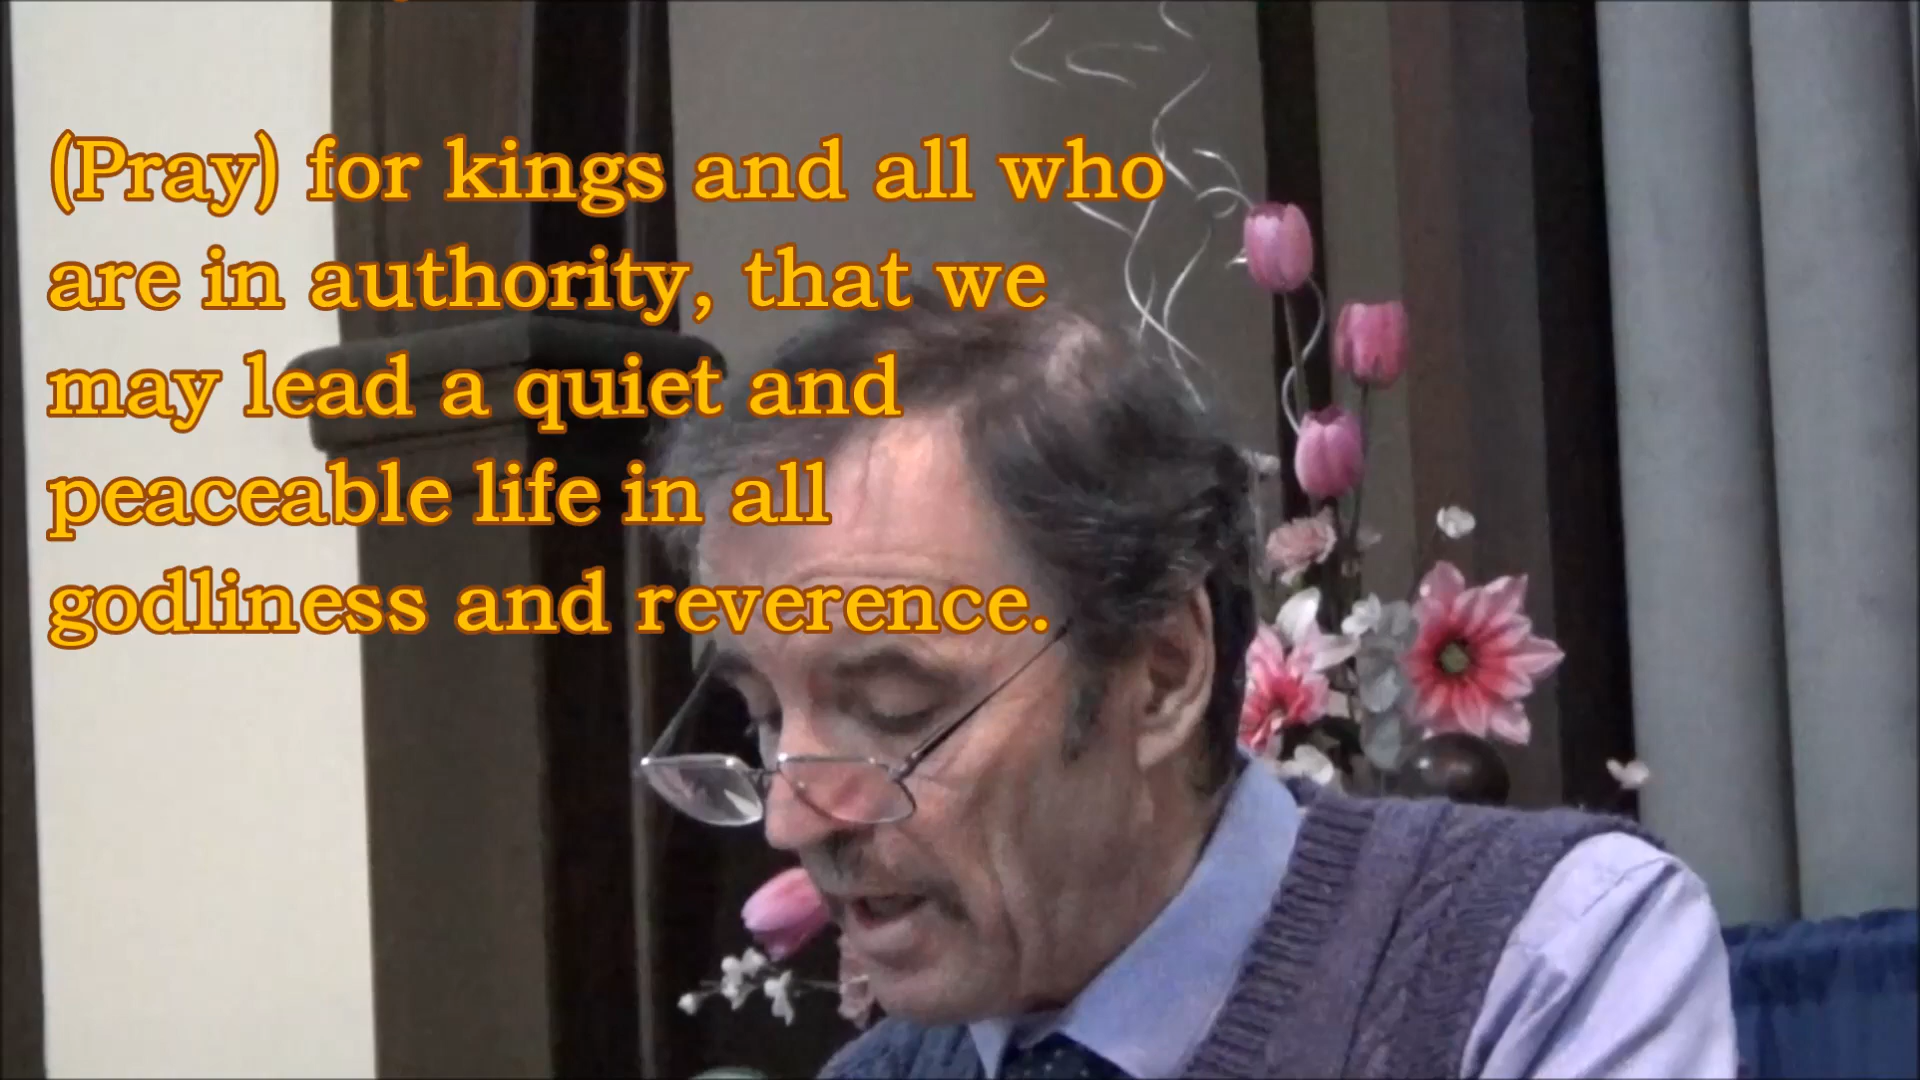 (Pray) for kings and all who
are in authority, that we
may lead a quiet and
peaceable life in all
godliness and reverence.